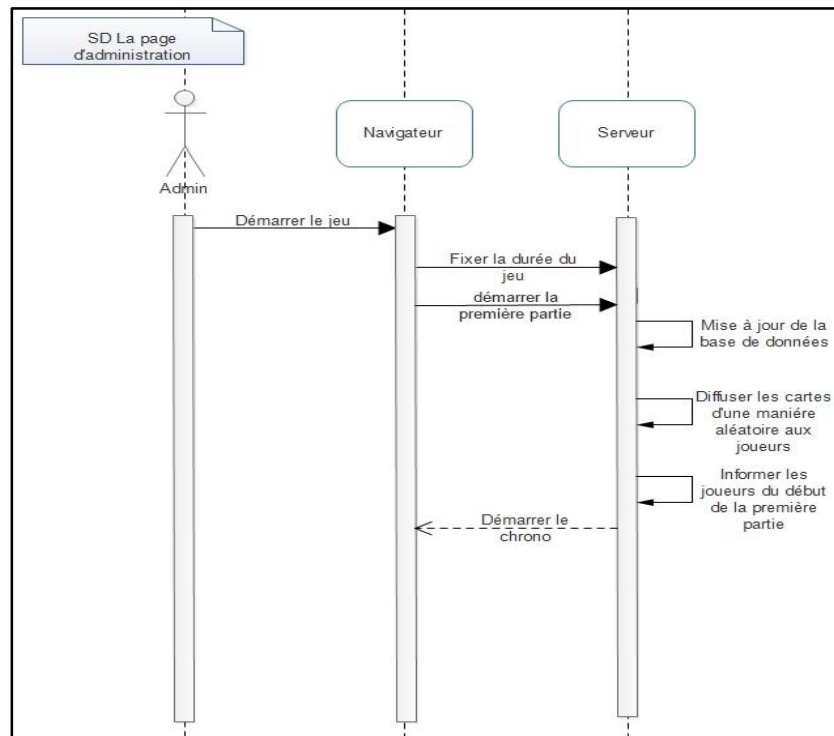 SD La page
d'administration
Navigateur
Serveur
Admin
Démarrer le jeu
Fixer la durée du
jeu
démarrer la
première partie
Mise à jour de la
base de données
Diffuser les cartes
d'une maniére
aléatoire aux
joueurs
Informer les
joueurs du début
de la première
partie
Démarrer le
chrono